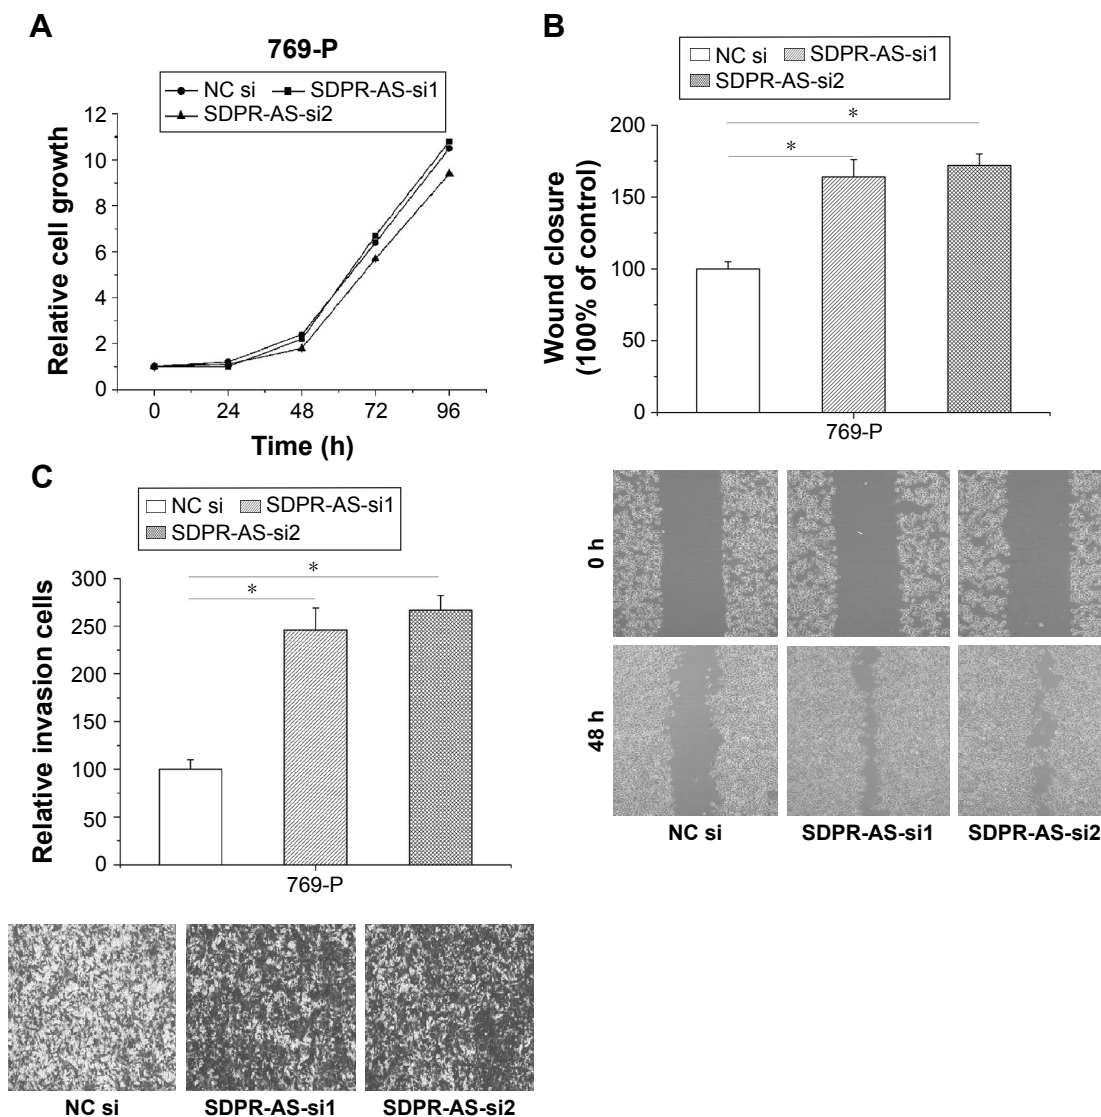 A
769-P
NC si SDPR-AS-si1
SDPR-AS-si2
Relative cell growth
12
10
8
6
4
2
0
0 24 48 72 96
Time (h)
B
NC si SDPR-AS-si1
SDPR-AS-si2
Wound closure
(100% of control)
200
150
100
50
0
*
*
769-P
0 h
48 h
NC si SDPR-AS-si1 SDPR-AS-si2
C
NC si SDPR-AS-si1
SDPR-AS-si2
Relative invasion cells
300
250
200
150
100
50
0
*
*
769-P
NC si SDPR-AS-si1 SDPR-AS-si2